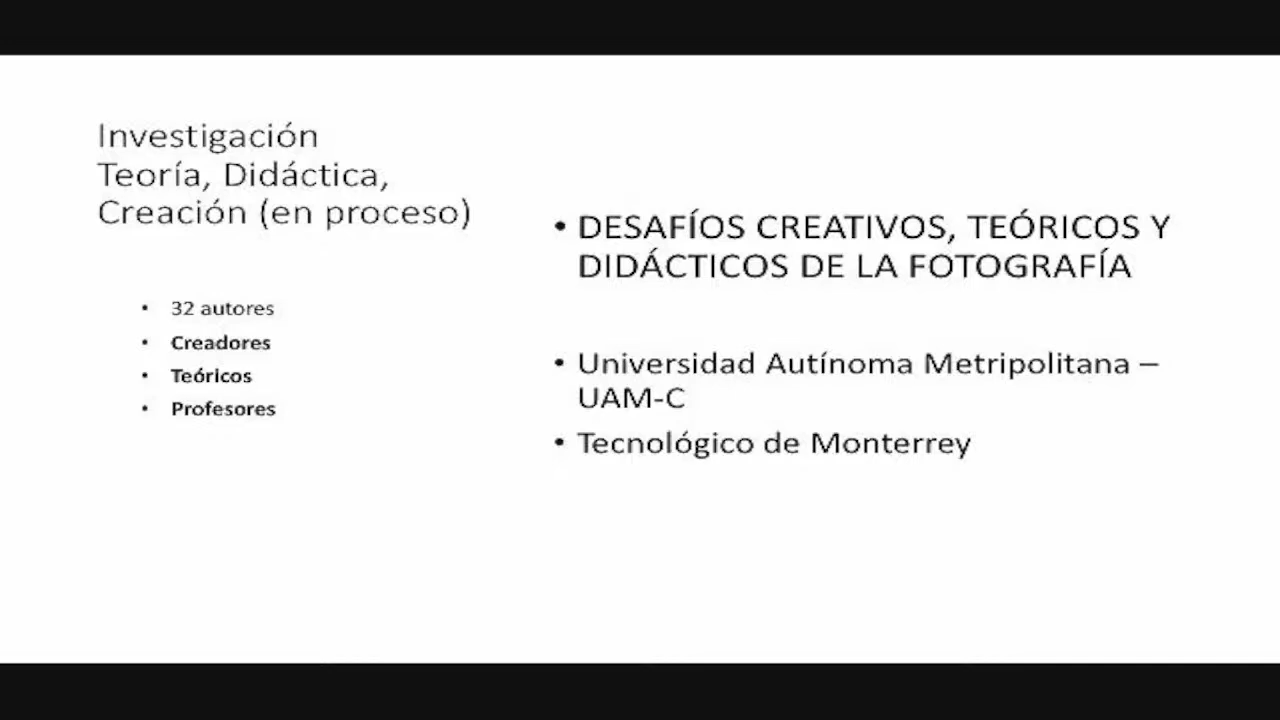 Investigación
Teoría, Didáctica,
Creación (en proceso)
• 32 autores
• Creadores
• Teóricos
• Profesores
• DESAFÍOS CREATIVOS, TEÓRICOS Y
DIDÁCTICOS DE LA FOTOGRAFÍA
• Universidad Autínoma Metripolitana –
UAM-C
• Tecnológico de Monterrey